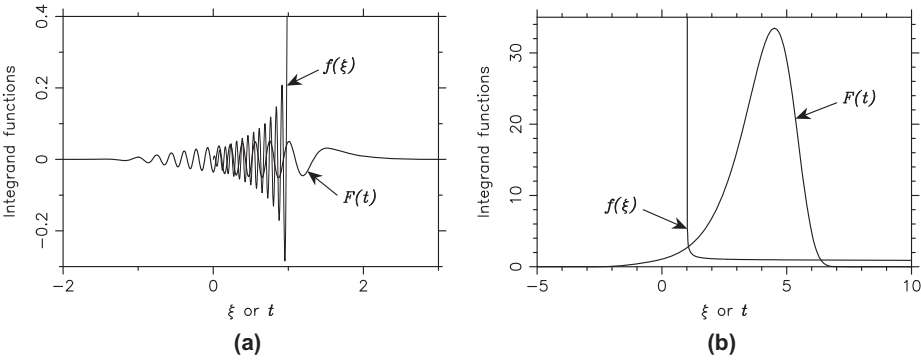 Integrand functions
0.4
0.2
0
−0.2
f(ξ)
F(t)
−2
0
2
ξ or t
(a)
Integrand functions
30
20
10
0
f(ξ)
F(t)
−5
0
5
10
ξ or t
(b)